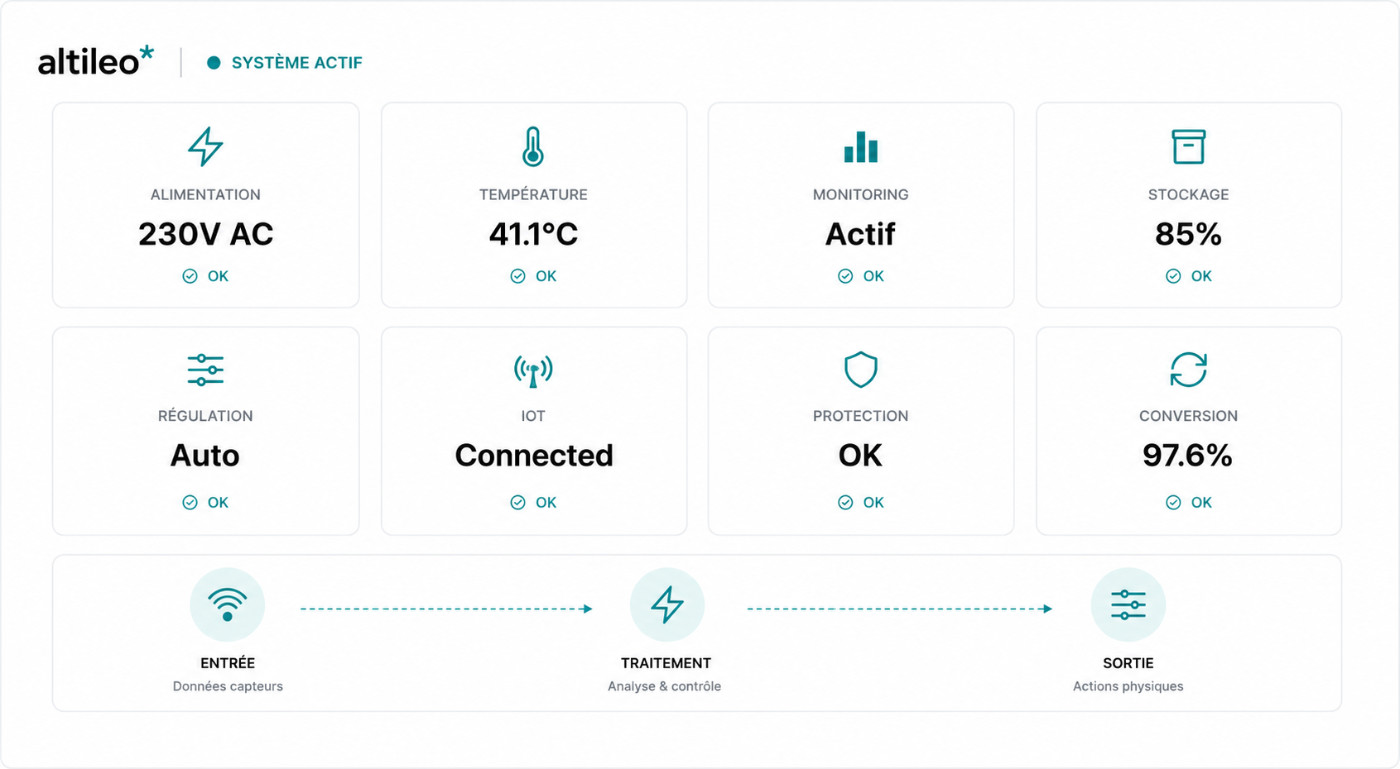 altileo*
SYSTÈME ACTIF
ALIMENTATION
230V AC
OK
TEMPÉRATURE
41.1°C
OK
MONITORING
Actif
OK
STOCKAGE
85%
OK
RÉGULATION
Auto
OK
IOT
Connected
OK
PROTECTION
OK
OK
CONVERSION
97.6%
OK
ENTRÉE
Données capteurs
TRAITEMENT
Analyse & contrôle
SORTIE
Actions physiques